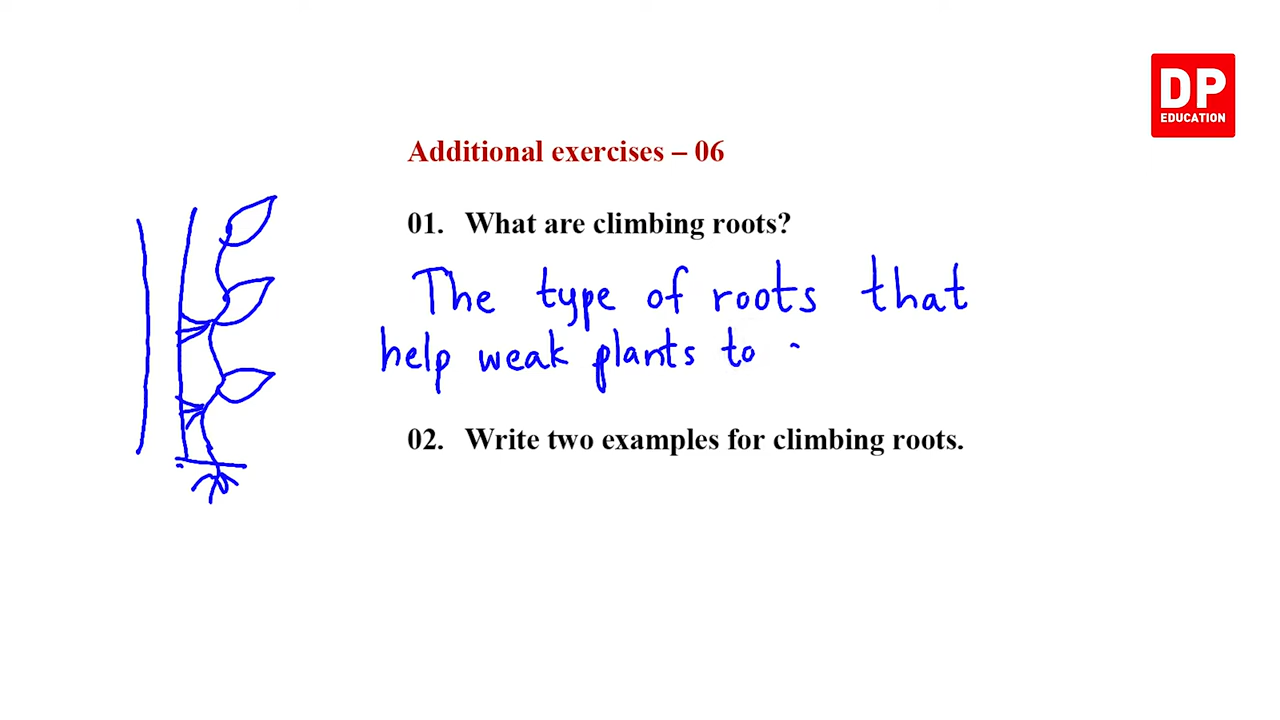 DP
EDUCATION
Additional exercises – 06
01. What are climbing roots?
The type of roots that
help weak plants to
02. Write two examples for climbing roots.